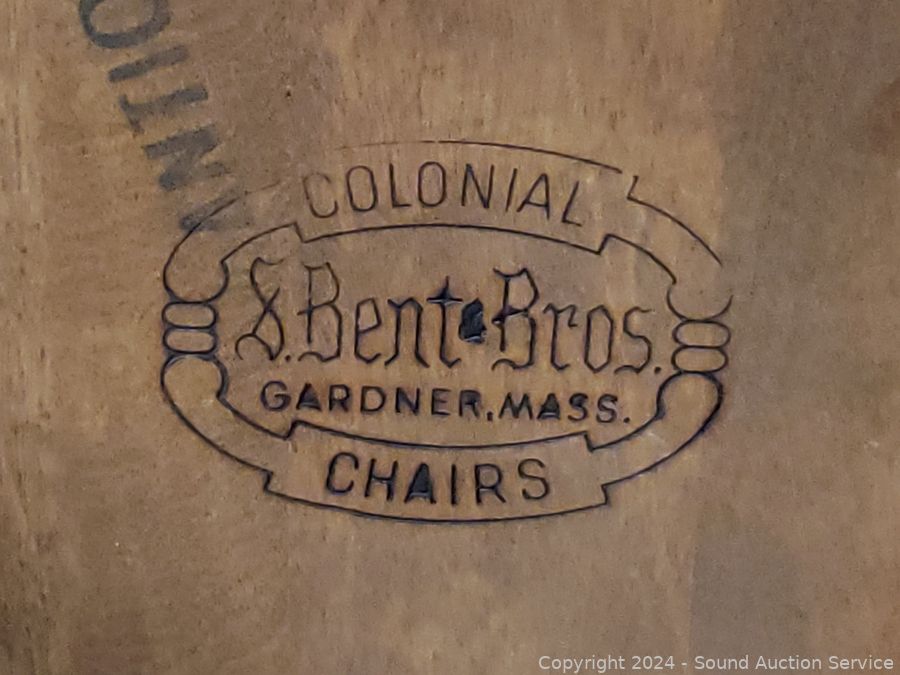 COLONIAL
S. Bent & Bros.
GARDNER, MASS.
CHAIRS
Copyright 2024 - Sound Auction Service